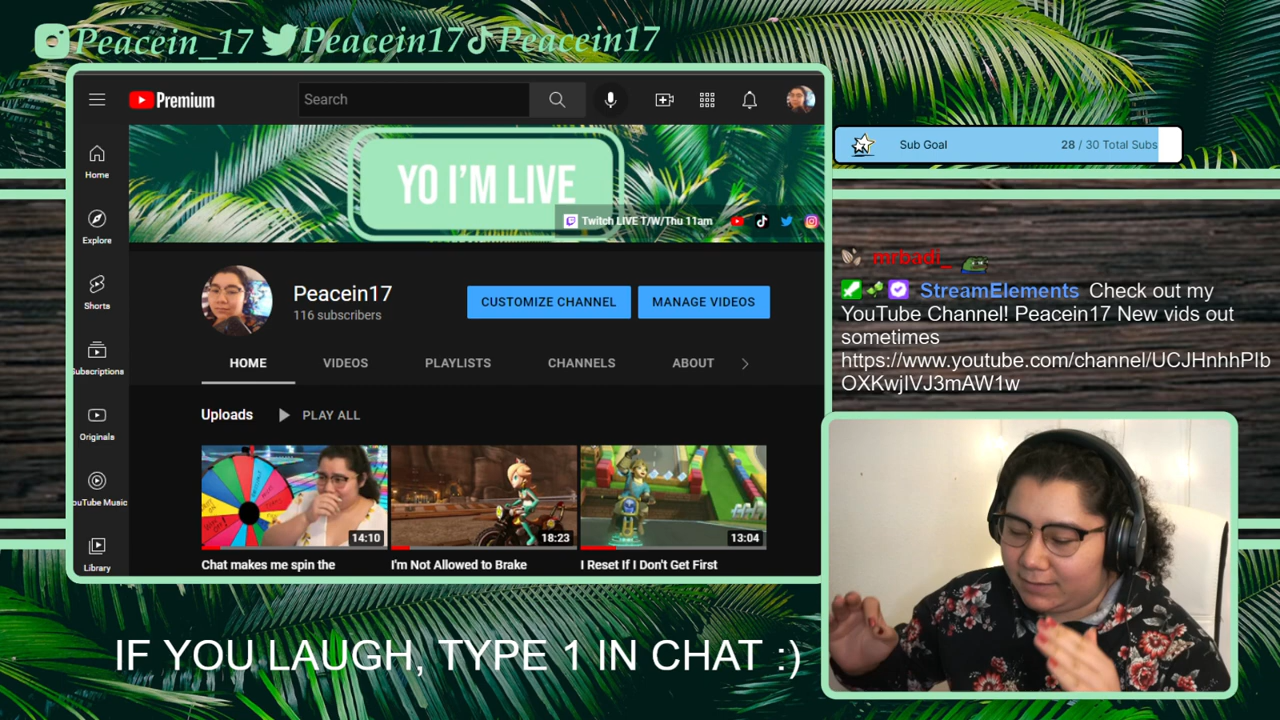 Peacein_17 Peacein17 Peacein17
Premium
Search
YO I'M LIVE
Twitch LIVE T/W/Thu 11am
Home
Explore
Shorts
Subscriptions
Originals
YouTube Music
Library
Peacein17
116 subscribers
CUSTOMIZE CHANNEL
MANAGE VIDEOS
HOME VIDEOS PLAYLISTS CHANNELS ABOUT
Uploads PLAY ALL
14:10
18:23
13:04
Chat makes me spin the
I'm Not Allowed to Brake
I Reset If I Don't Get First
Sub Goal 28 / 30 Total Subs
mrbadi_
StreamElements Check out my
YouTube Channel! Peacein17 New vids out
sometimes
https://www.youtube.com/channel/UCJHnhhPIb
OXKwjIVJ3mAW1w
IF YOU LAUGH, TYPE 1 IN CHAT :)